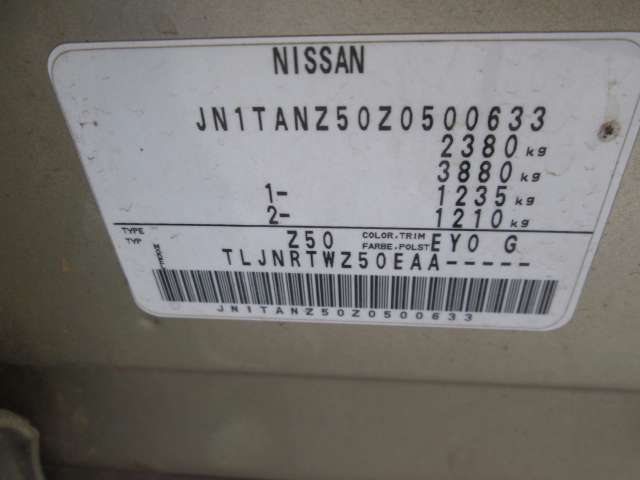 NISSAN
JN1TANZ50Z0500633
2380 kg
3880 kg
1- 1235 kg
2- 1210 kg
TYPE Z50 COLOR,TRIM EY0 G
TYP FARBE,POLST
MODEL TLJNRTWZ50EAA-----
JN1TANZ50Z0500633